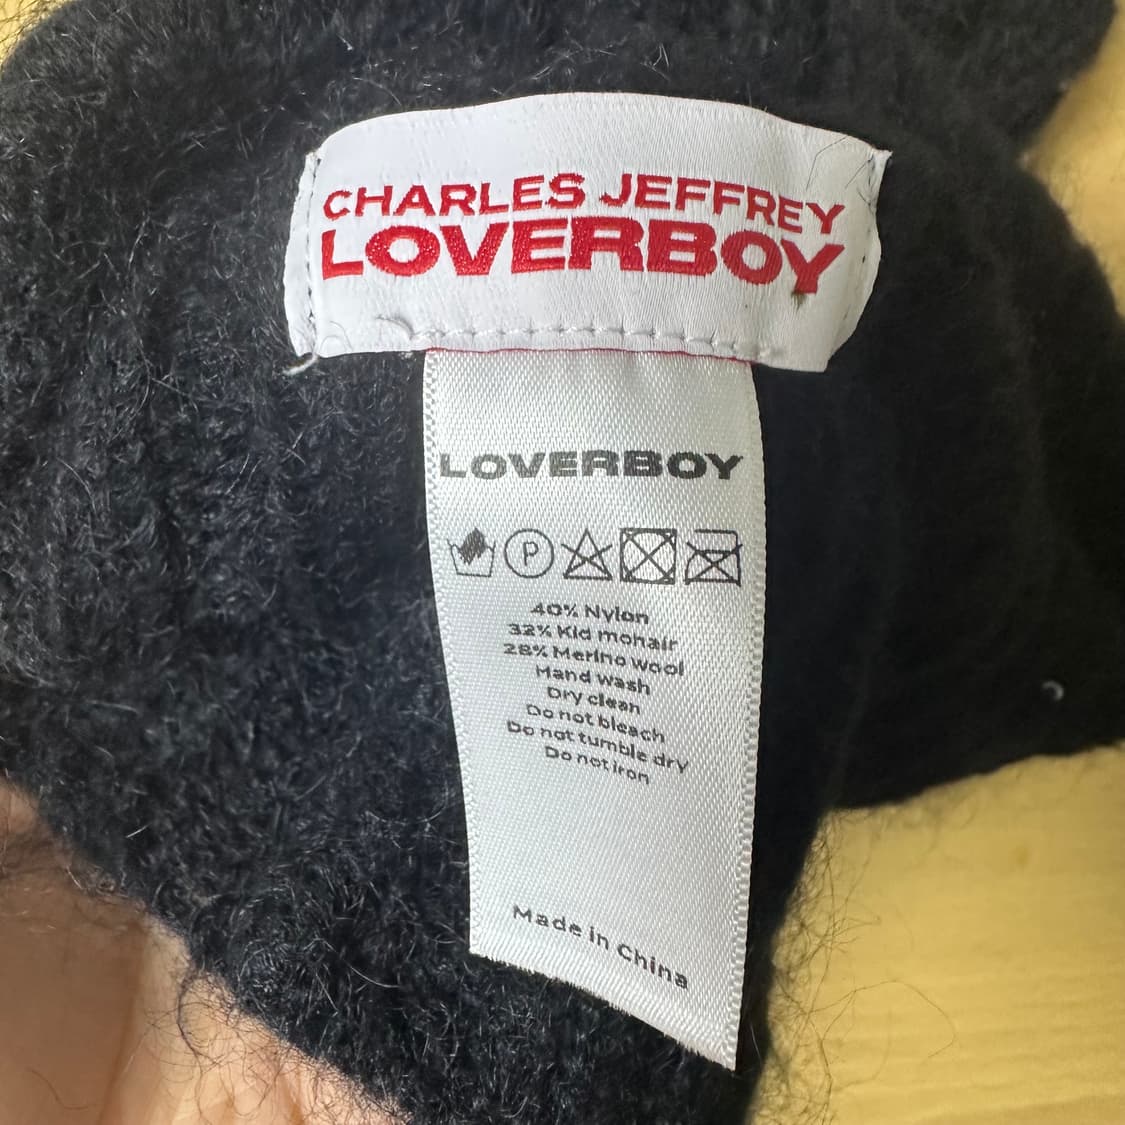 CHARLES JEFFREY
LOVERBOY
LOVERBOY
P
40% Nylon
32% Kid mohair
28% Merino wool
Hand wash
Dry clean
Do not bleach
Do not tumble dry
Do not iron
Made in China